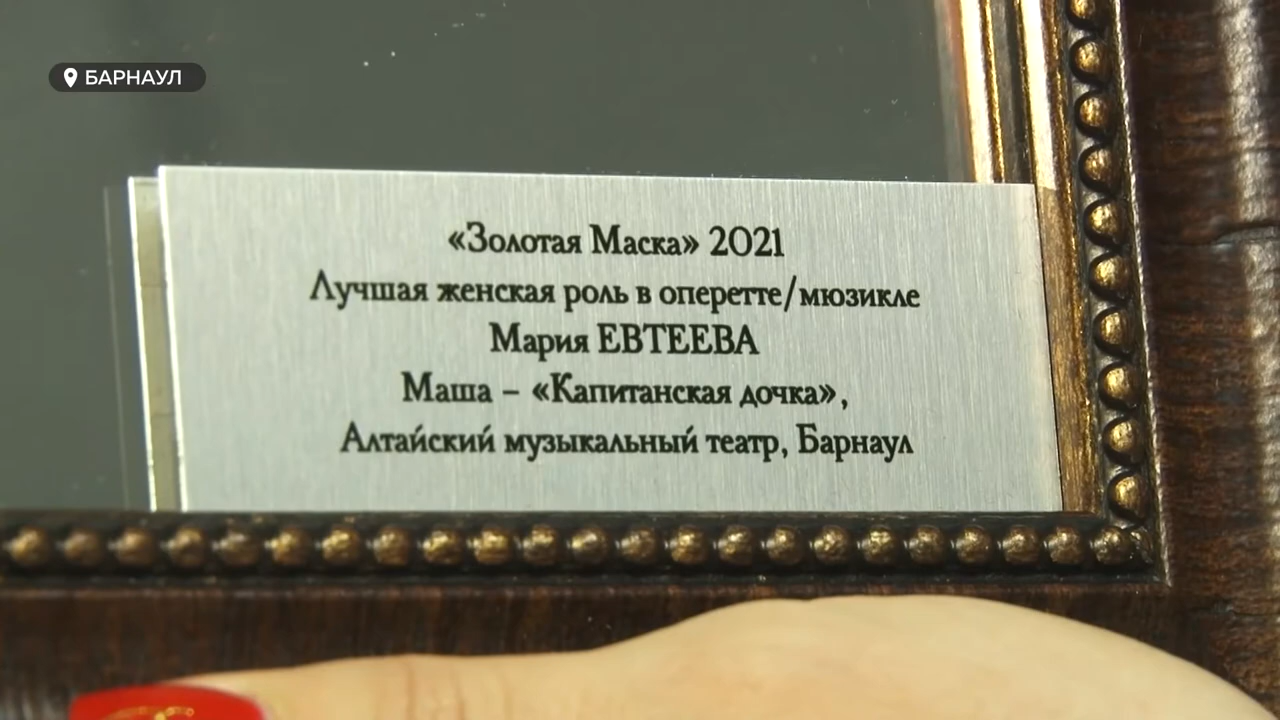 БАРНАУЛ
«Золотая Маска» 2021
Лучшая женская роль в оперетте/мюзикле
Мария ЕВТЕЕВА
Маша – «Капитанская дочка»,
Алтайский музыкальный театр, Барнаул